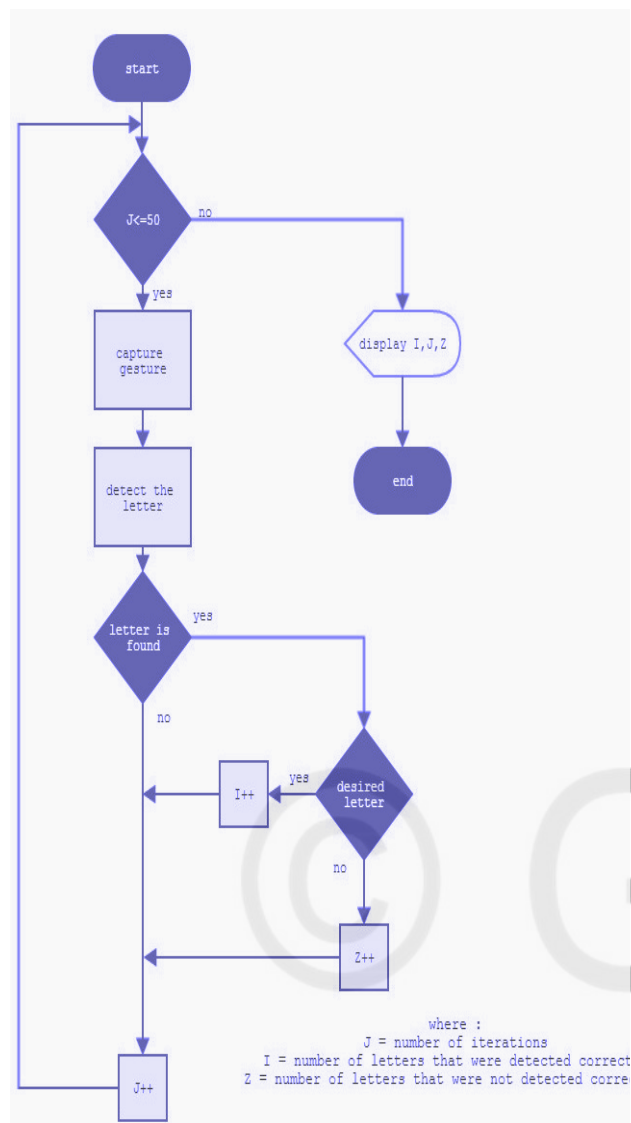 start
J<=50
no
yes
capture
gesture
display I,J,Z
detect the
letter
end
letter is
found
yes
no
desired
letter
yes
I++
no
Z++
where :
J = number of iterations
I = number of letters that were detected correct
Z = number of letters that were not detected corre
J++